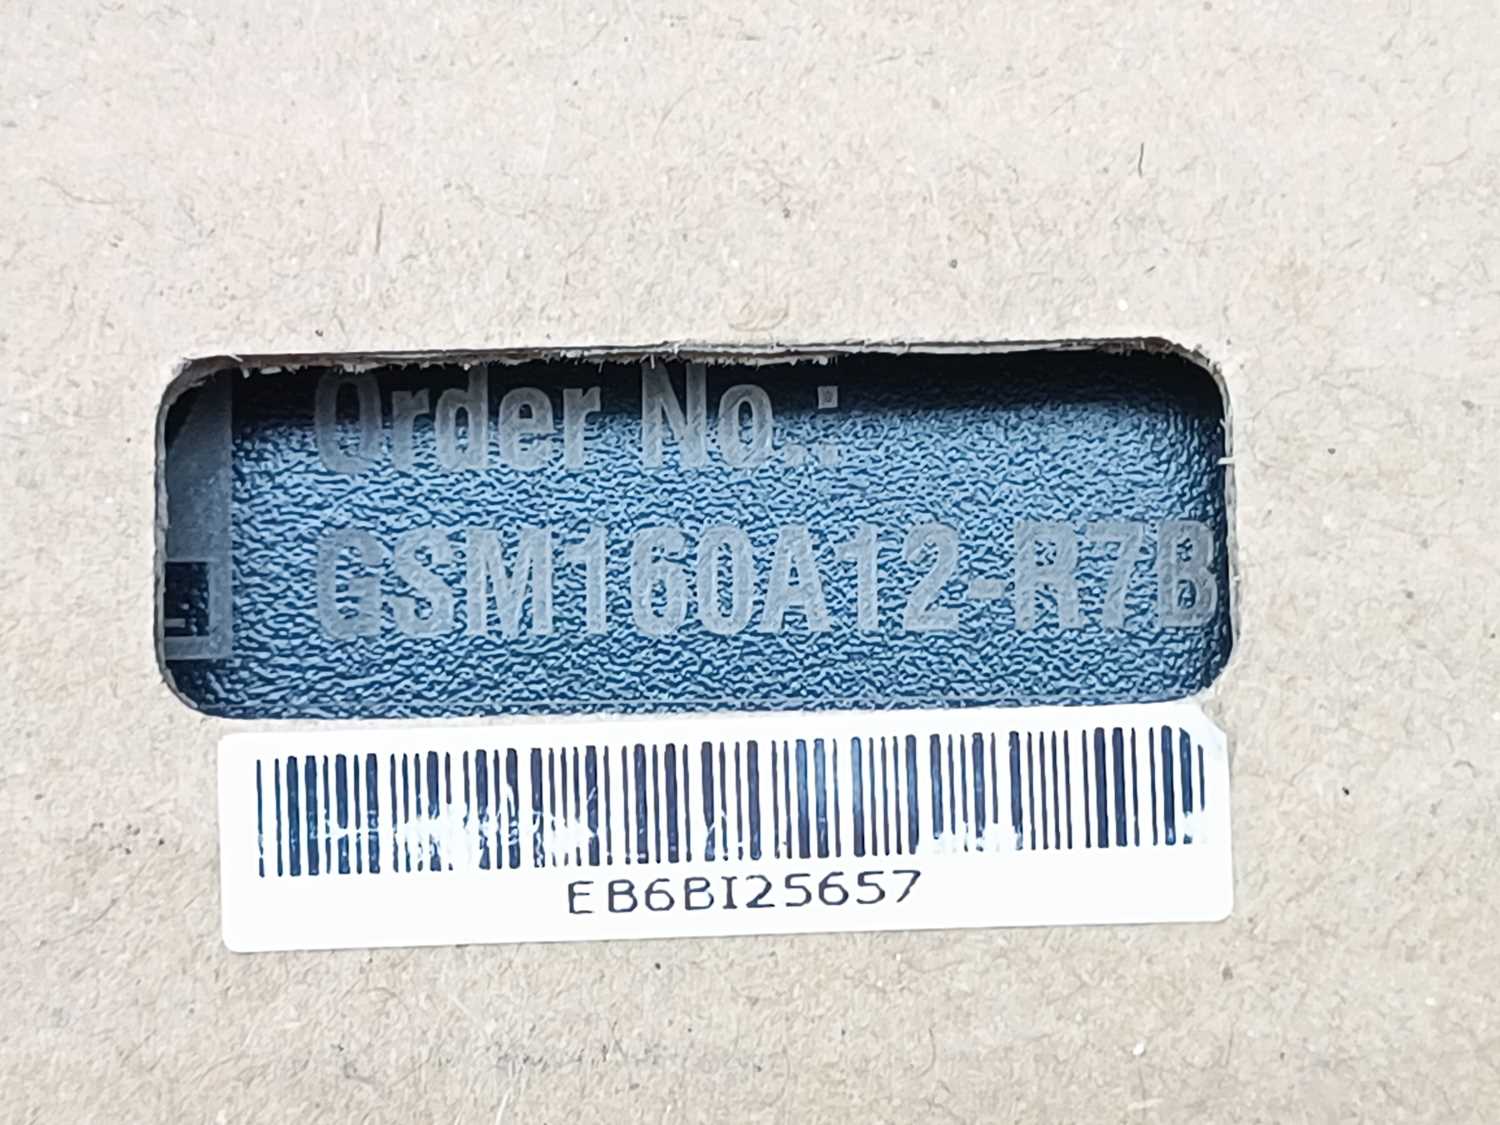 Order No.:
GSM160A12-R7B
EB6BI25657